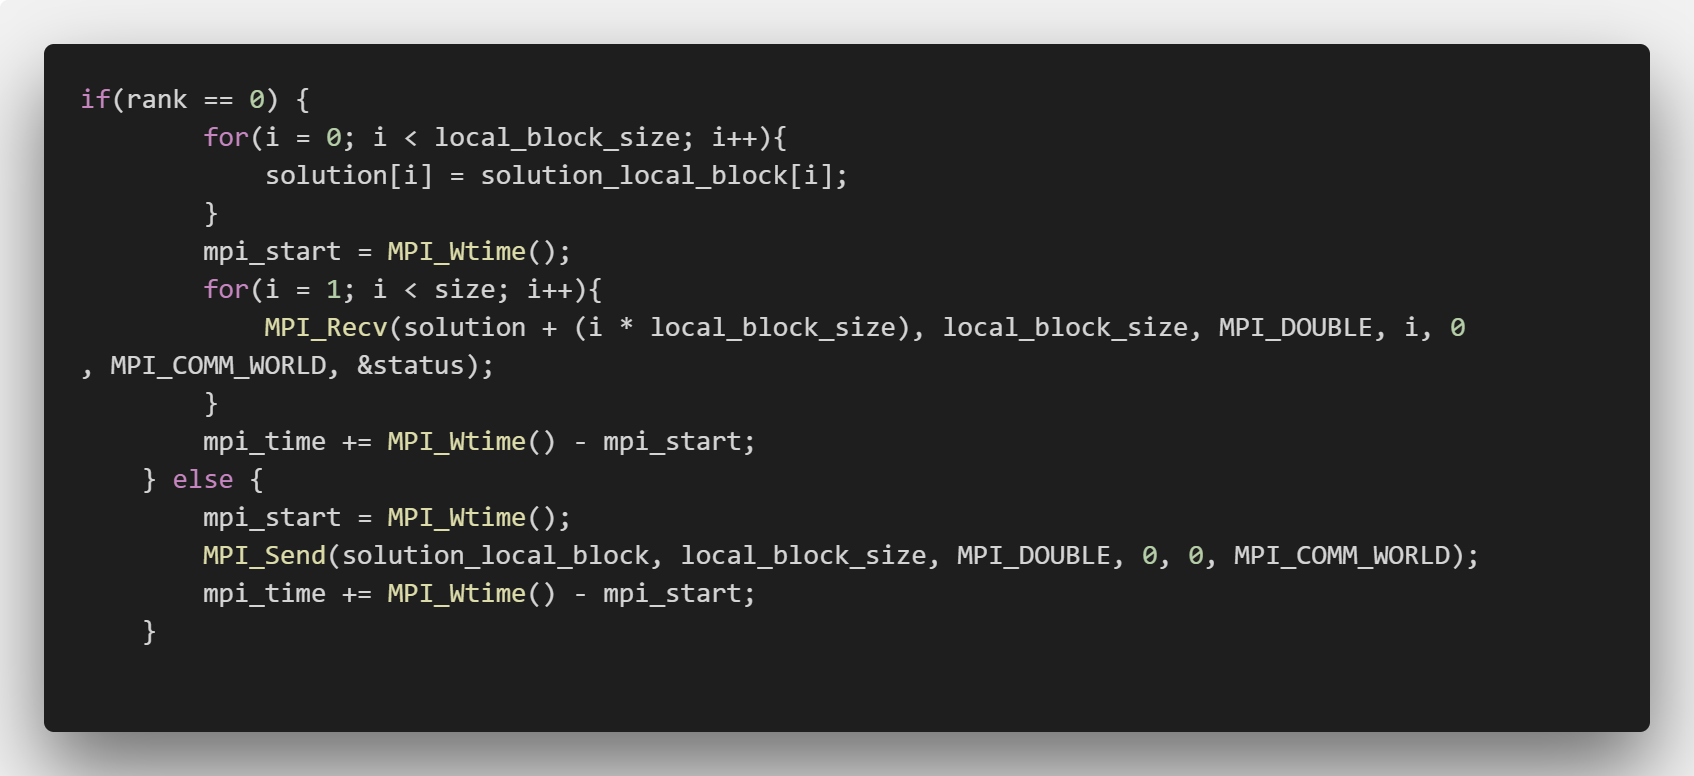 if(rank == 0) {
        for(i = 0; i < local_block_size; i++){
            solution[i] = solution_local_block[i];
        }
        mpi_start = MPI_Wtime();
        for(i = 1; i < size; i++){
            MPI_Recv(solution + (i * local_block_size), local_block_size, MPI_DOUBLE, i, 0
, MPI_COMM_WORLD, &status);
        }
        mpi_time += MPI_Wtime() - mpi_start;
    } else {
        mpi_start = MPI_Wtime();
        MPI_Send(solution_local_block, local_block_size, MPI_DOUBLE, 0, 0, MPI_COMM_WORLD);
        mpi_time += MPI_Wtime() - mpi_start;
    }